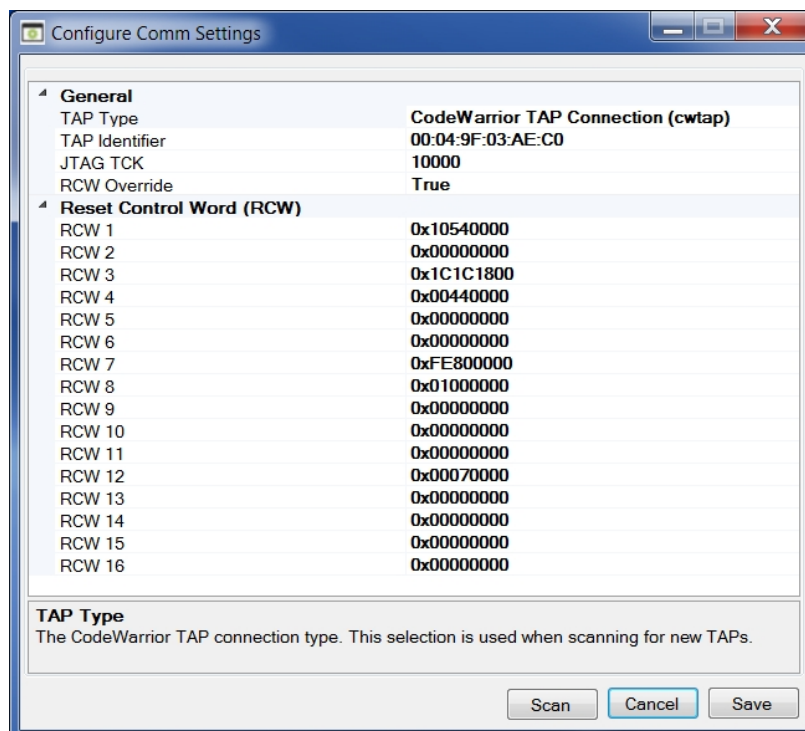 Configure Comm Settings
General
TAP Type CodeWarrior TAP Connection (cwtap)
TAP Identifier 00:04:9F:03:AE:C0
JTAG TCK 10000
RCW Override True
Reset Control Word (RCW)
RCW 1 0x10540000
RCW 2 0x00000000
RCW 3 0x1C1C1800
RCW 4 0x00440000
RCW 5 0x00000000
RCW 6 0x00000000
RCW 7 0xFE800000
RCW 8 0x01000000
RCW 9 0x00000000
RCW 10 0x00000000
RCW 11 0x00000000
RCW 12 0x00070000
RCW 13 0x00000000
RCW 14 0x00000000
RCW 15 0x00000000
RCW 16 0x00000000
TAP Type
The CodeWarrior TAP connection type. This selection is used when scanning for new TAPs.
Scan Cancel Save